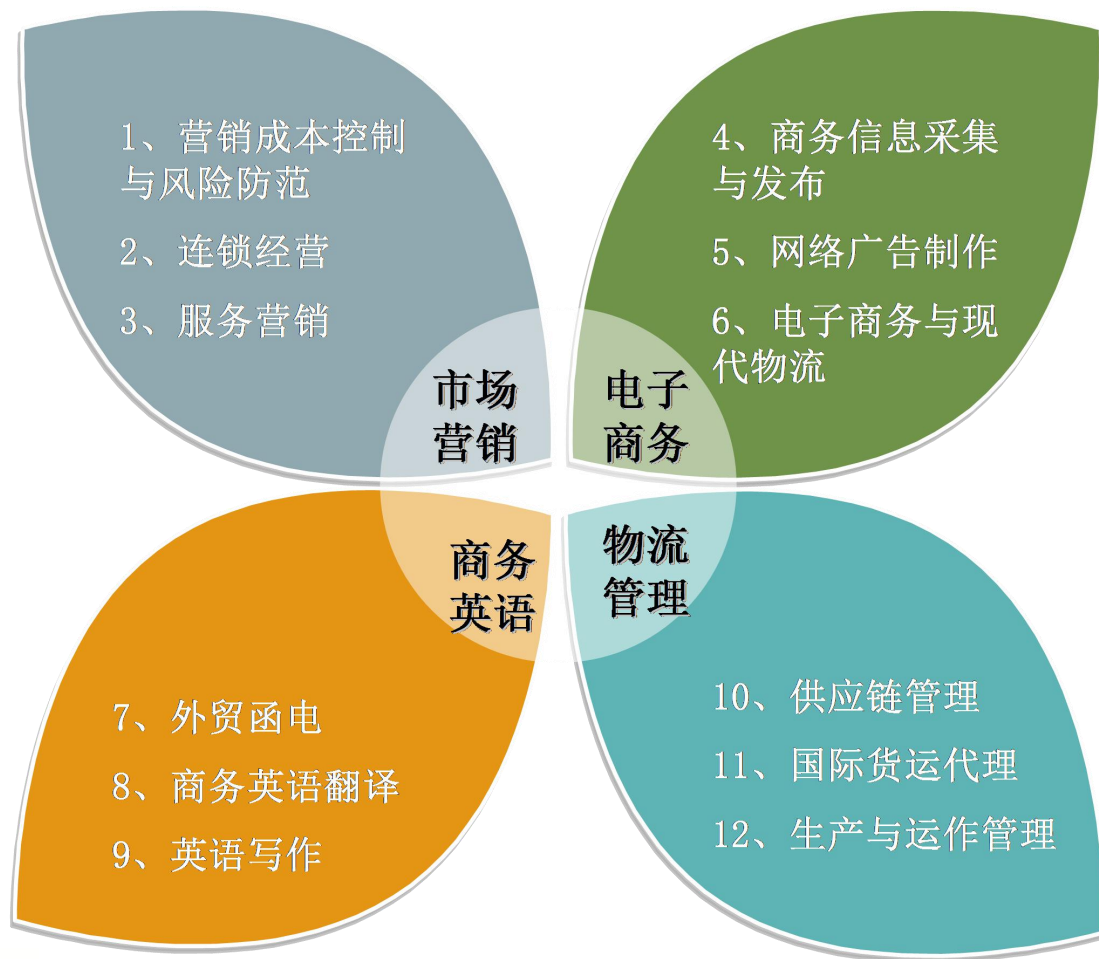 1、营销成本控制
与风险防范
2、连锁经营
3、服务营销
市场
营销
4、商务信息采集
与发布
5、网络广告制作
6、电子商务与现
代物流
电子
商务
商务
英语
7、外贸函电
8、商务英语翻译
9、英语写作
物流
管理
10、供应链管理
11、国际货运代理
12、生产与运作管理